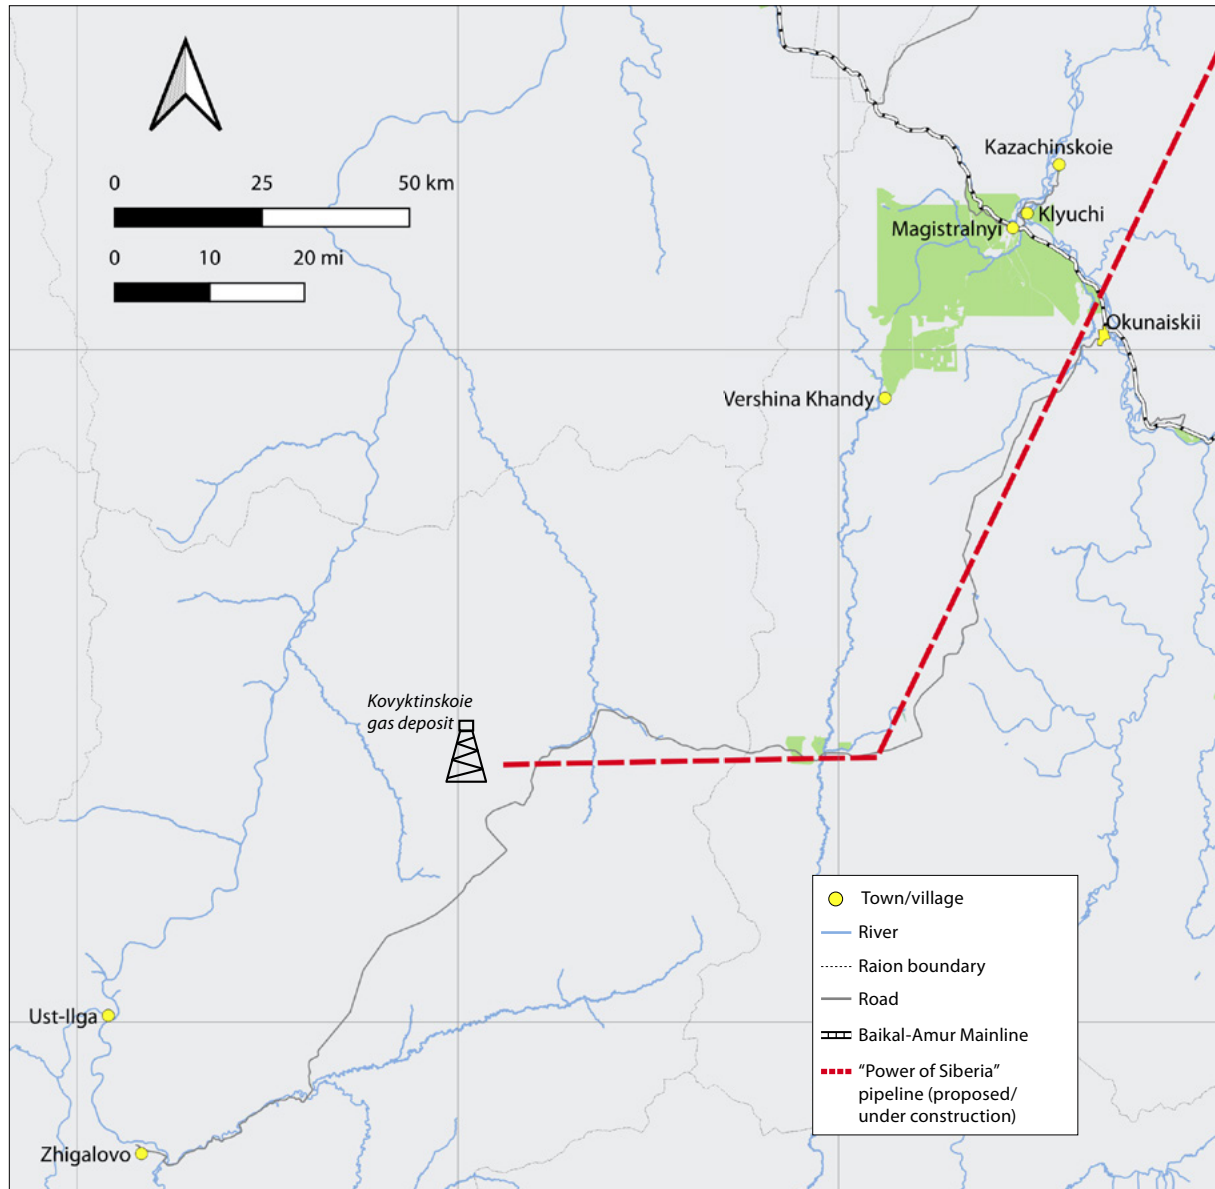 Kazachinskoie
0 25 50 km
Klyuchi
Magistralnyi
0 10 20 mi
Okunaiskii
Vershina Khandy
Kovyktinskoie
gas deposit
Town/village
River
Raion boundary
Road
Baikal-Amur Mainline
“Power of Siberia”
pipeline (proposed/
under construction)
Ust-Ilga
Zhigalovo